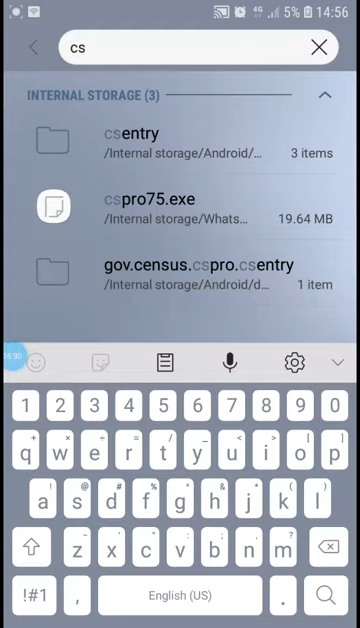 4G 5% 14:56
cs
INTERNAL STORAGE (3)
csentry
/Internal storage/Android/... 3 items
cspro75.exe
/Internal storage/Whats... 19.64 MB
gov.census.cspro.csentry
/Internal storage/Android/d... 1 item
1 2 3 4 5 6 7 8 9 0
+ × ÷ = / _ < > [ ]
q w e r t y u i o p
! @ # % ^ & * ( )
a s d f g h j k l
- ' " : ; , ?
z x c v b n m
!#1 , English (US) .